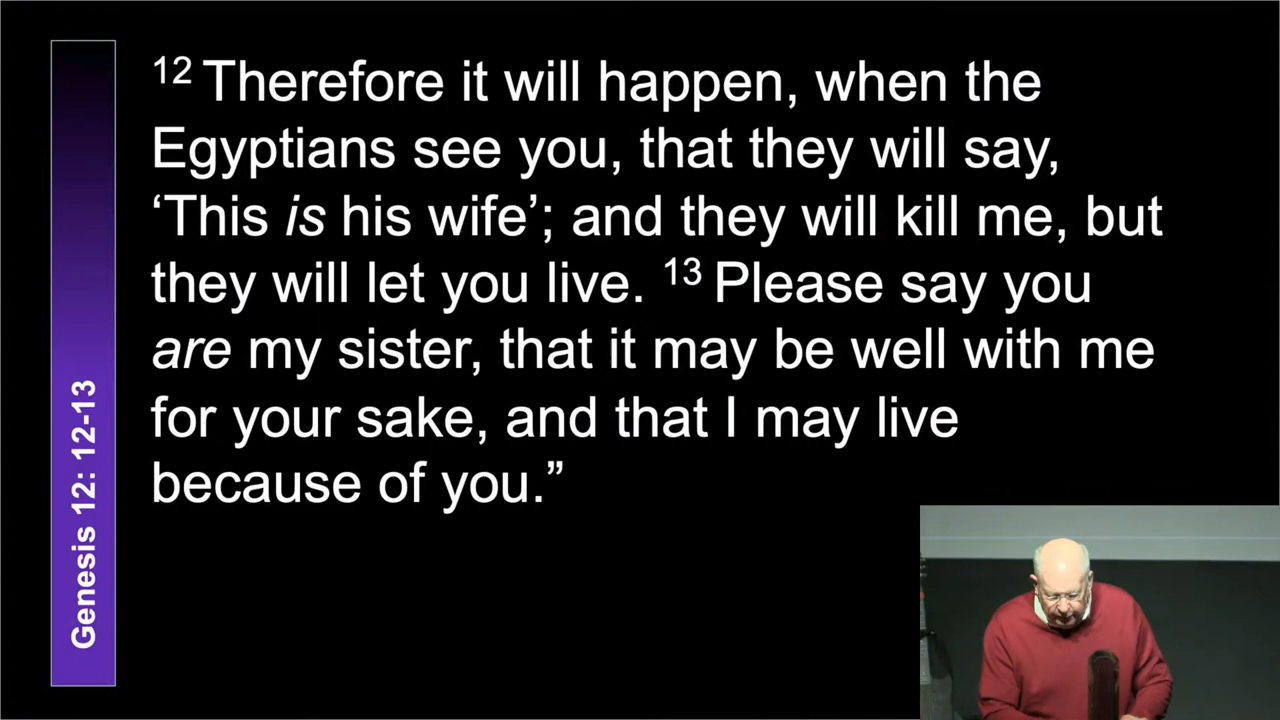 12 Therefore it will happen, when the
Egyptians see you, that they will say,
‘This is his wife’; and they will kill me, but
they will let you live. 13 Please say you
are my sister, that it may be well with me
for your sake, and that I may live
because of you.”
Genesis 12: 12-13